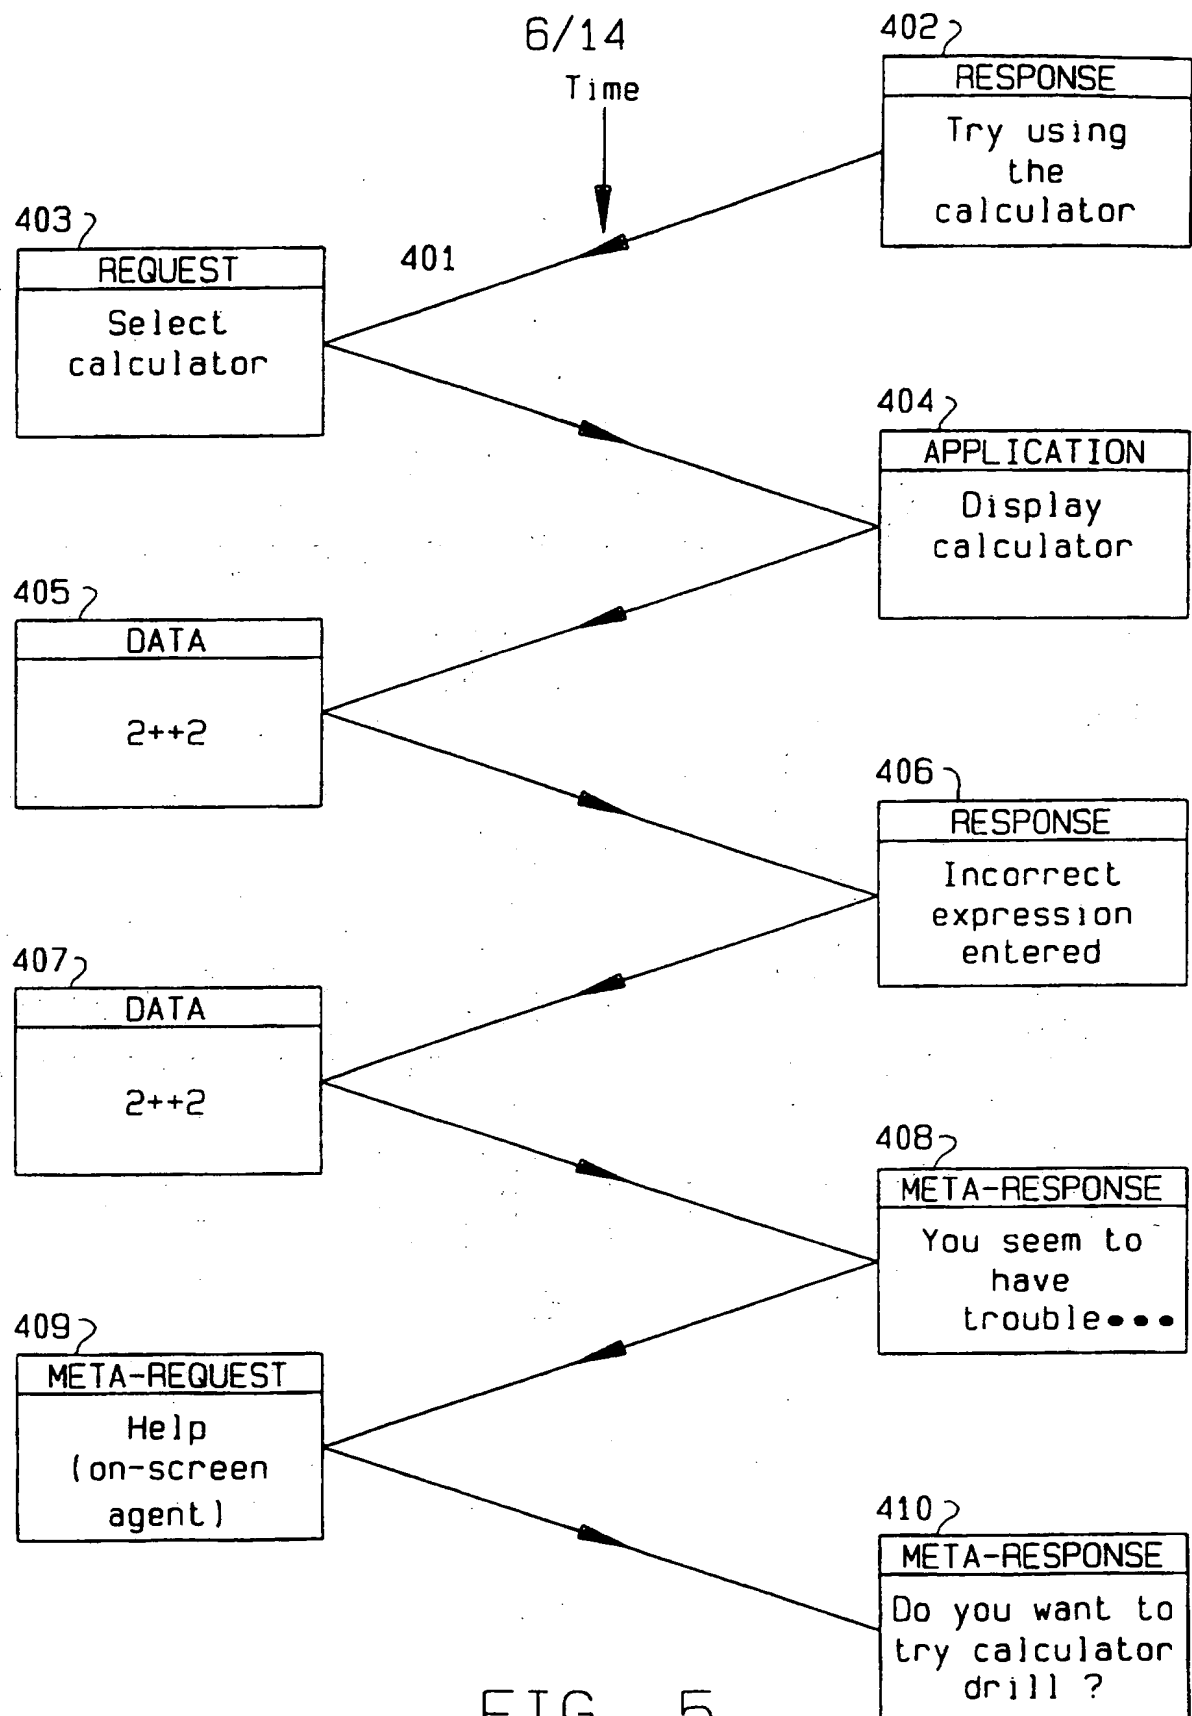 6/14
Time
402
RESPONSE
Try using
the
calculator
403
REQUEST
Select
calculator
401
404
APPLICATION
Display
calculator
405
DATA
2++2
406
RESPONSE
Incorrect
expression
entered
407
DATA
2++2
408
META-RESPONSE
You seem to
have
trouble•••
409
META-REQUEST
Help
(on-screen
agent)
410
META-RESPONSE
Do you want to
try calculator
drill ?
FIG. 5